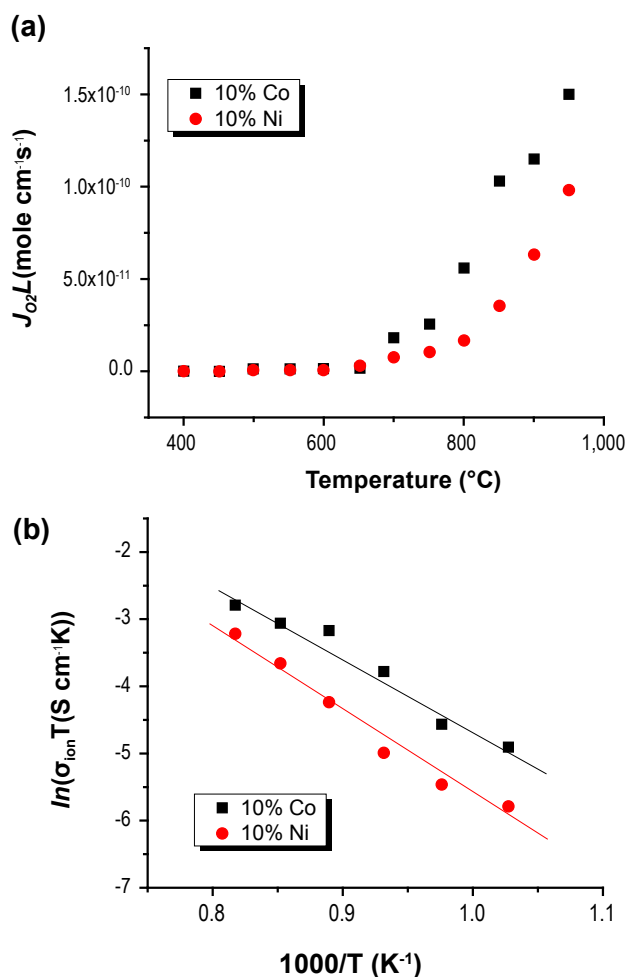 (a)
10% Co
10% Ni
1.5x10⁻¹⁰
1.0x10⁻¹⁰
5.0x10⁻¹¹
0.0
J_O2L(mole cm⁻¹s⁻¹)
400
600
800
1,000
Temperature (°C)
(b)
-2
-3
-4
-5
-6
-7
ln(σ_ionT(S cm⁻¹K))
10% Co
10% Ni
0.8
0.9
1.0
1.1
1000/T (K⁻¹)